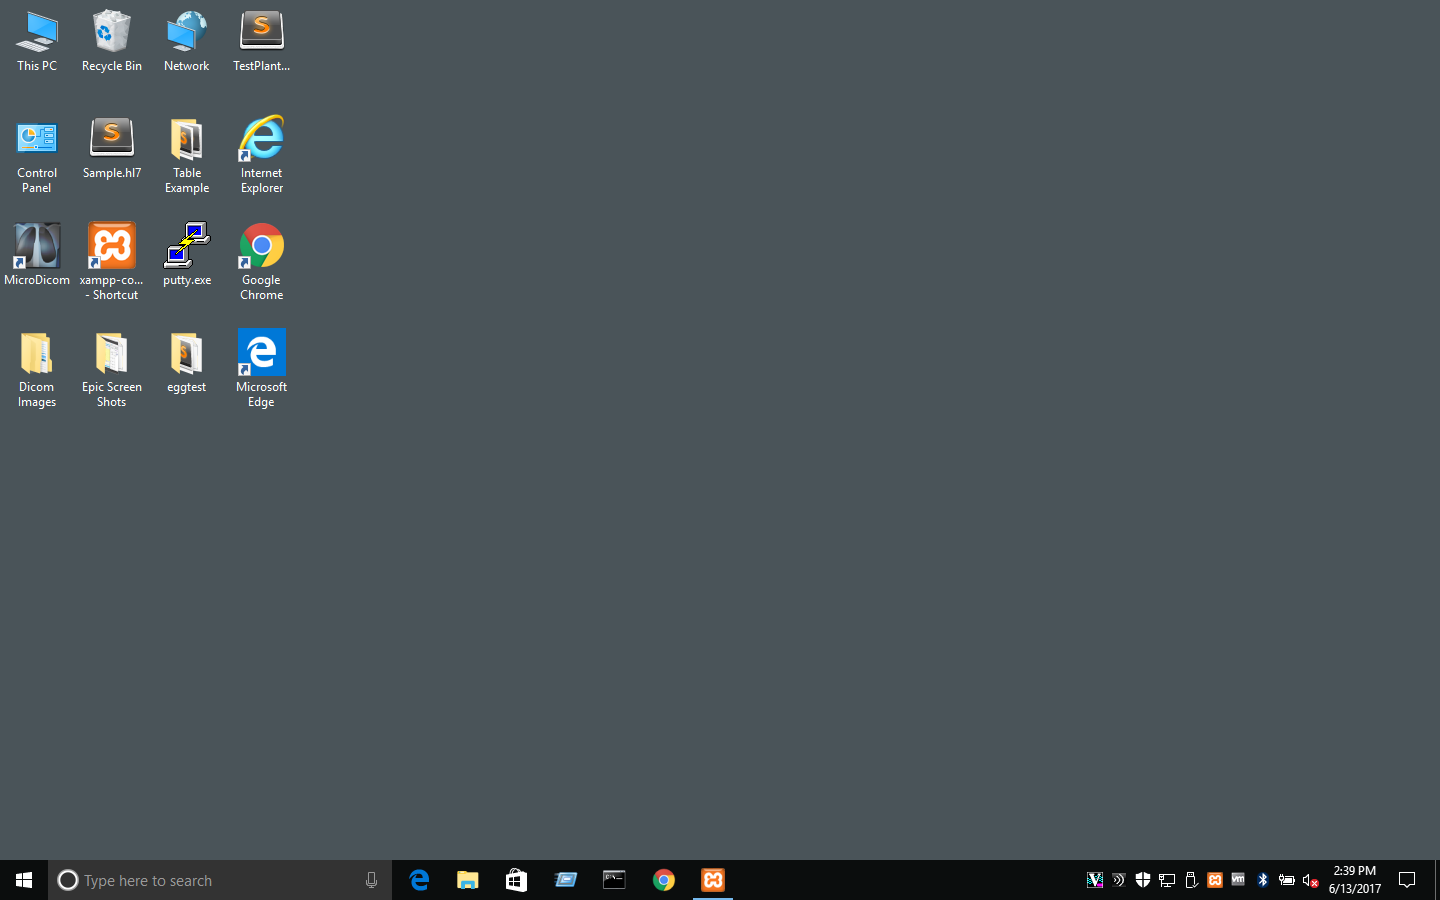 This PC
Recycle Bin
Network
TestPlant...
Control
Panel
Sample.hl7
Table
Example
Internet
Explorer
MicroDicom
xampp-co...
- Shortcut
putty.exe
Google
Chrome
Dicom
Images
Epic Screen
Shots
eggtest
Microsoft
Edge
Type here to search
2:39 PM
6/13/2017